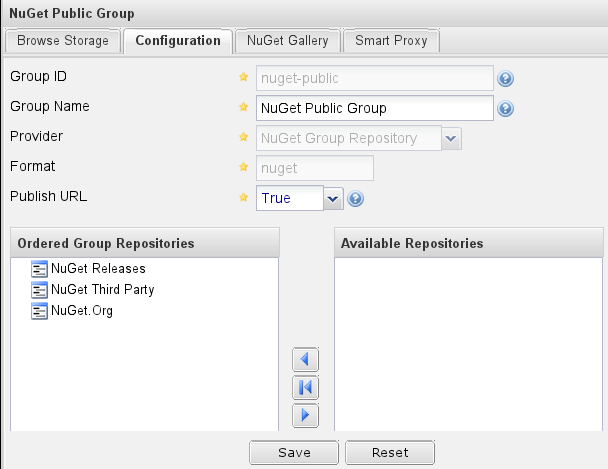 NuGet Public Group
Browse Storage Configuration NuGet Gallery Smart Proxy
Group ID nuget-public
Group Name NuGet Public Group
Provider NuGet Group Repository
Format nuget
Publish URL True
Ordered Group Repositories Available Repositories
NuGet Releases
NuGet Third Party
NuGet.Org
Save Reset